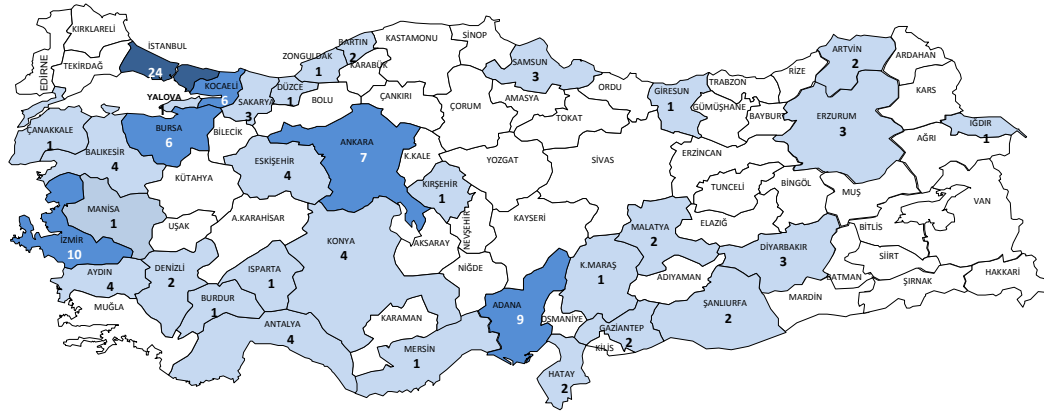 KIRKLARELİ
EDİRNE
TEKİRDAĞ
İSTANBUL
24
KOCAELİ
6
YALOVA
1
SAKARYA
3
DÜZCE
1
ZONGULDAK
1
BARTIN
2
KARABÜK
KASTAMONU
SİNOP
SAMSUN
3
ORDU
GİRESUN
1
TRABZON
GÜMÜŞHANE
BAYBUR
RİZE
ARTVİN
2
ARDAHAN
KARS
IĞDIR
1
AĞRI
ERZURUM
3
ERZİNCAN
TUNCELİ
BİNGÖL
MUŞ
VAN
BİTLİS
SİİRT
ŞIRNAK
HAKKARİ
BATMAN
MARDİN
DİYARBAKIR
3
ELAZIĞ
MALATYA
2
ADIYAMAN
ŞANLIURFA
2
K.MARAŞ
1
GAZİANTEP
2
KİLİS
HATAY
2
OSMANİYE
ADANA
9
MERSİN
1
KARAMAN
NİĞDE
AKSARAY
NEVŞEHİR
KAYSERİ
SİVAS
YOZGAT
TOKAT
AMASYA
ÇORUM
ÇANKIRI
K.KALE
KIRŞEHİR
1
ANKARA
7
BOLU
BİLECİK
ESKİŞEHİR
4
KONYA
4
BURSA
6
ÇANAKKALE
1
BALIKESİR
4
KÜTAHYA
MANİSA
1
UŞAK
A.KARAHİSAR
İZMİR
10
AYDIN
4
DENİZLİ
2
MUĞLA
BURDUR
1
ISPARTA
1
ANTALYA
4